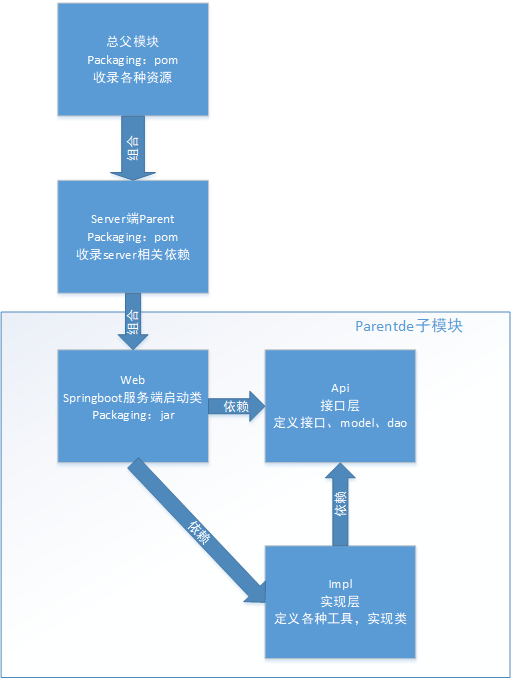 总父模块
Packaging：pom
收录各种资源
组合
Server端Parent
Packaging：pom
收录server相关依赖
组合
Parentde子模块
Web
Springboot服务端启动类
Packaging：jar
依赖
Api
接口层
定义接口、model、dao
依赖
依赖
Impl
实现层
定义各种工具，实现类